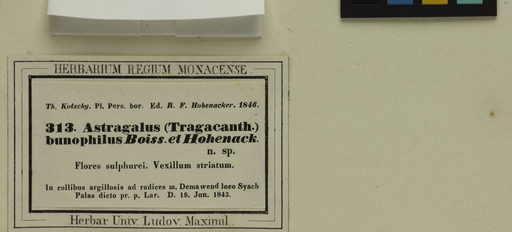 HERBARIUM REGIUM MONACENSE
Th. Kotschy. Pl. Pers. bor. Ed. R. F. Hohenacker. 1846.
313. Astragalus (Tragacanth.)
bunophilus Boiss. et Hohenack.
n. sp.
Flores sulphurei. Vexillum striatum.
In collibus argillosis ad radices m. Demawend loco Syach
Palas dicto pr. p. Lar. D. 19. Jun. 1843.
Herbar. Univ. Ludov. Maximil.